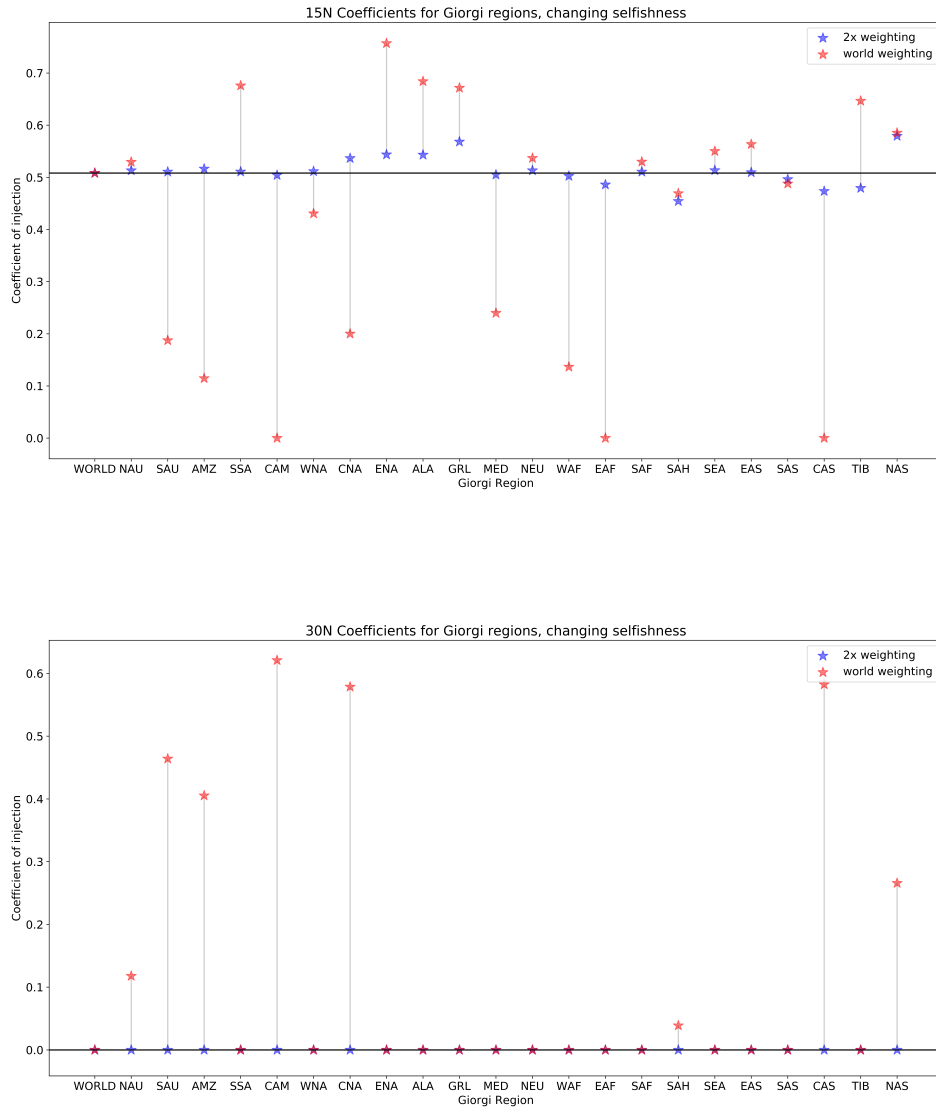 15N Coefficients for Giorgi regions, changing selfishness
2x weighting
world weighting
Coefficient of injection
0.7
0.6
0.5
0.4
0.3
0.2
0.1
0.0
WORLD NAU SAU AMZ SSA CAM WNA CNA ENA ALA GRL MED NEU WAF EAF SAF SAH SEA EAS SAS CAS TIB NAS
Giorgi Region
30N Coefficients for Giorgi regions, changing selfishness
2x weighting
world weighting
Coefficient of injection
0.6
0.5
0.4
0.3
0.2
0.1
0.0
WORLD NAU SAU AMZ SSA CAM WNA CNA ENA ALA GRL MED NEU WAF EAF SAF SAH SEA EAS SAS CAS TIB NAS
Giorgi Region